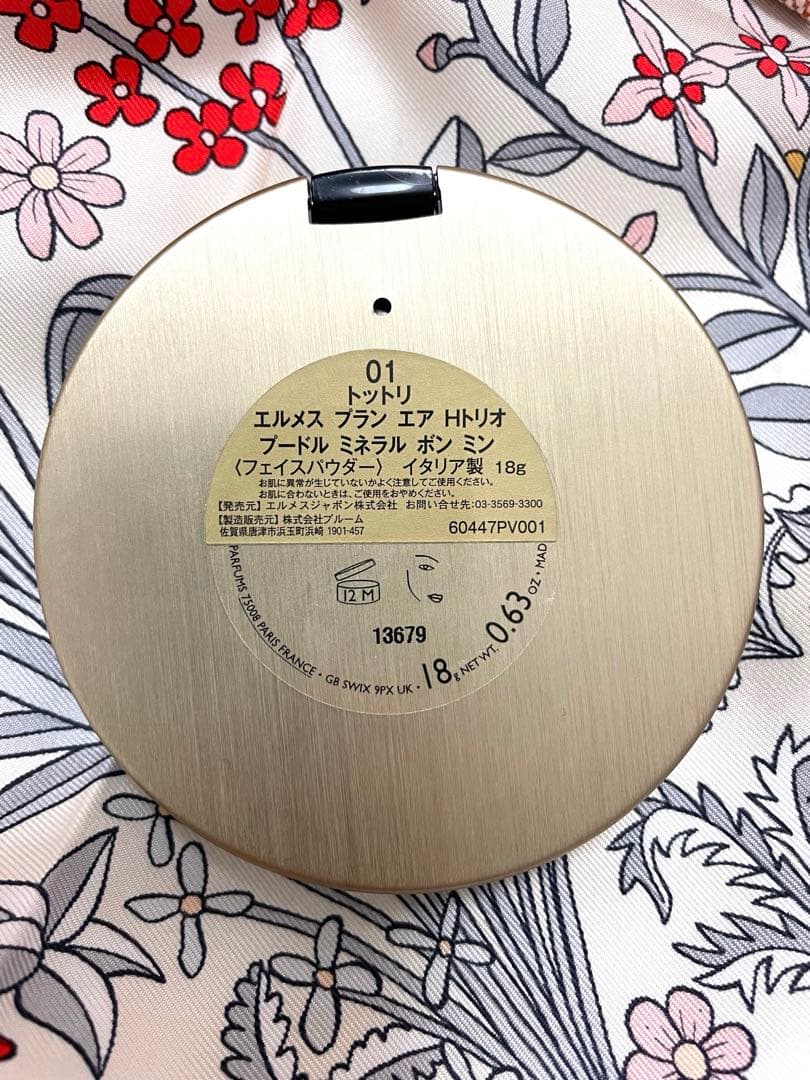 01
トットリ
エルメス プラン エア Hトリオ
プードル ミネラル ボン ミン
〈フェイスパウダー〉 イタリア製 18g
お肌に異常が生じていないかよく注意してご使用ください。
お肌に合わないときは、ご使用をおやめください。
【発売元】エルメスジャポン株式会社 お問い合せ先:03-3569-3300
【製造販売元】株式会社ブルーム
佐賀県唐津市浜玉町浜崎 1901-457
60447PV001
12 M
13679
PARFUMS 75008 PARIS FRANCE • GB SW1X 9PX UK • 18 g NET WT. 0.63 OZ • MAD